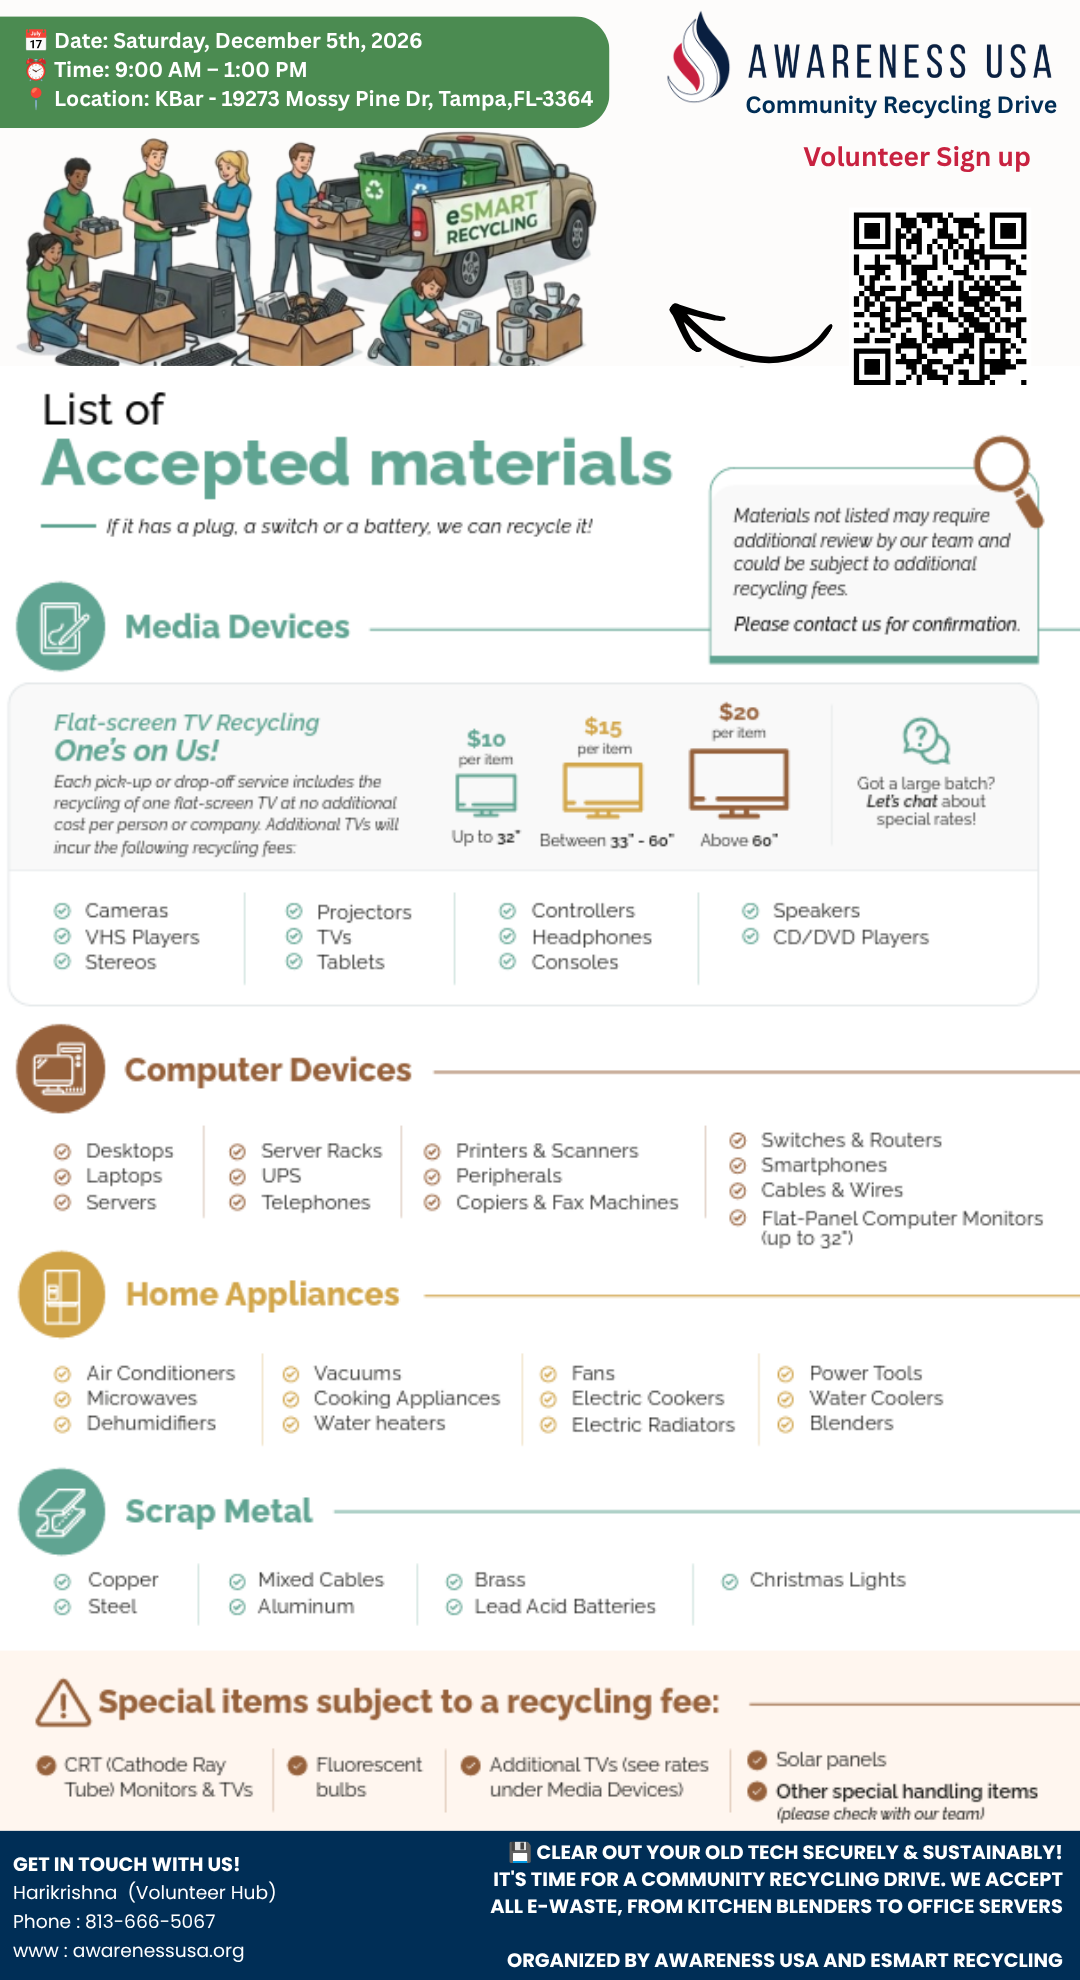 📅 Date: Saturday, December 5th, 2026
⏰ Time: 9:00 AM – 1:00 PM
📍 Location: KBar - 19273 Mossy Pine Dr, Tampa,FL-3364
AWARENESS USA
Community Recycling Drive
Volunteer Sign up
eSMART
RECYCLING
List of
Accepted materials
If it has a plug, a switch or a battery, we can recycle it!
Materials not listed may require
additional review by our team and
could be subject to additional
recycling fees.
Please contact us for confirmation.
Media Devices
Flat-screen TV Recycling
One's on Us!
Each pick-up or drop-off service includes the
recycling of one flat-screen TV at no additional
cost per person or company. Additional TVs will
incur the following recycling fees:
$10
per item
Up to 32"
$15
per item
Between 33" - 60"
$20
per item
Above 60"
Got a large batch?
Let's chat about
special rates!
Cameras
VHS Players
Stereos
Projectors
TVs
Tablets
Controllers
Headphones
Consoles
Speakers
CD/DVD Players
Computer Devices
Desktops
Laptops
Servers
Server Racks
UPS
Telephones
Printers & Scanners
Peripherals
Copiers & Fax Machines
Switches & Routers
Smartphones
Cables & Wires
Flat-Panel Computer Monitors
(up to 32")
Home Appliances
Air Conditioners
Microwaves
Dehumidifiers
Vacuums
Cooking Appliances
Water heaters
Fans
Electric Cookers
Electric Radiators
Power Tools
Water Coolers
Blenders
Scrap Metal
Copper
Steel
Mixed Cables
Aluminum
Brass
Lead Acid Batteries
Christmas Lights
Special items subject to a recycling fee:
CRT (Cathode Ray
Tube) Monitors & TVs
Fluorescent
bulbs
Additional TVs (see rates
under Media Devices)
Solar panels
Other special handling items
(please check with our team)
GET IN TOUCH WITH US!
Harikrishna (Volunteer Hub)
Phone : 813-666-5067
www : awarenessusa.org
💾 CLEAR OUT YOUR OLD TECH SECURELY & SUSTAINABLY!
IT'S TIME FOR A COMMUNITY RECYCLING DRIVE. WE ACCEPT
ALL E-WASTE, FROM KITCHEN BLENDERS TO OFFICE SERVERS
ORGANIZED BY AWARENESS USA AND ESMART RECYCLING